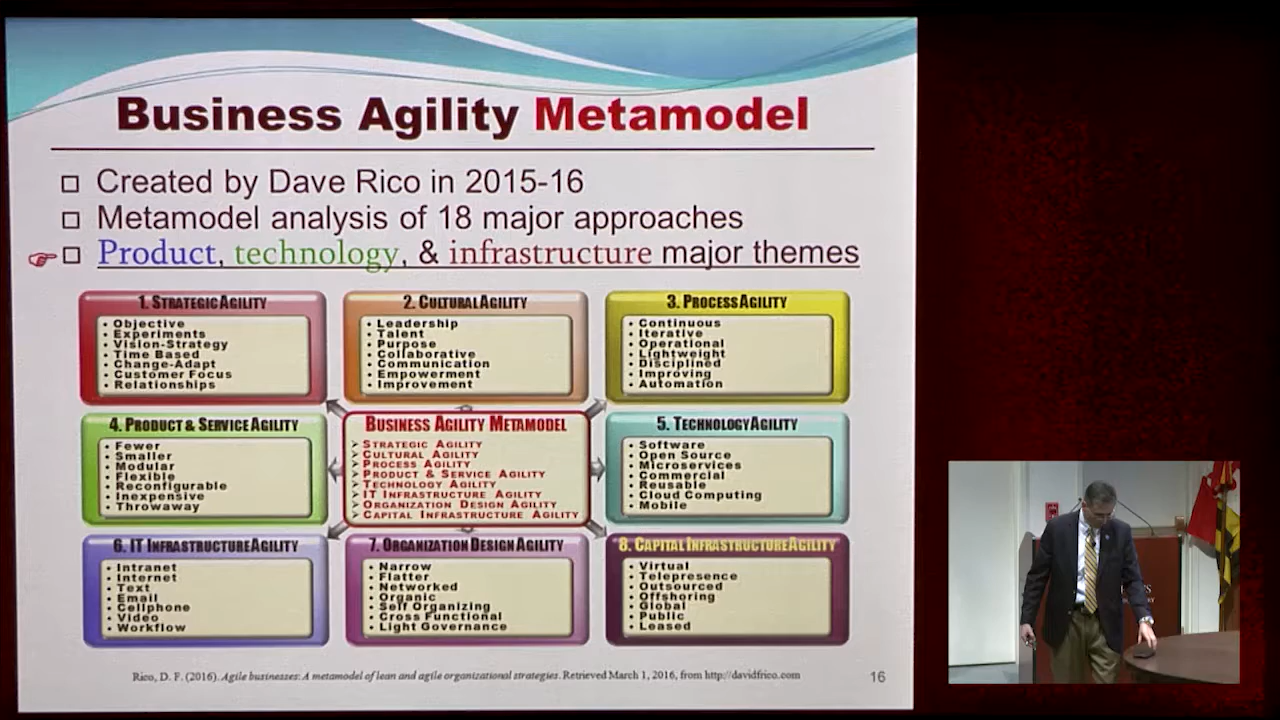 Business Agility Metamodel
□ Created by Dave Rico in 2015-16
□ Metamodel analysis of 18 major approaches
□ Product, technology, & infrastructure major themes
1. STRATEGIC AGILITY
• Objective
• Experiments
• Vision-Strategy
• Time Based
• Change-Adapt
• Customer Focus
• Relationships
2. CULTURAL AGILITY
• Leadership
• Talent
• Purpose
• Collaborative
• Communication
• Empowerment
• Improvement
3. PROCESS AGILITY
• Continuous
• Iterative
• Operational
• Lightweight
• Disciplined
• Improving
• Automation
4. PRODUCT & SERVICE AGILITY
• Fewer
• Smaller
• Modular
• Flexible
• Reconfigurable
• Inexpensive
• Throwaway
BUSINESS AGILITY METAMODEL
➢ STRATEGIC AGILITY
➢ CULTURAL AGILITY
➢ PROCESS AGILITY
➢ PRODUCT & SERVICE AGILITY
➢ TECHNOLOGY AGILITY
➢ IT INFRASTRUCTURE AGILITY
➢ ORGANIZATION DESIGN AGILITY
➢ CAPITAL INFRASTRUCTURE AGILITY
5. TECHNOLOGY AGILITY
• Software
• Open Source
• Microservices
• Commercial
• Reusable
• Cloud Computing
• Mobile
6. IT INFRASTRUCTURE AGILITY
• Intranet
• Internet
• Text
• Email
• Cellphone
• Video
• Workflow
7. ORGANIZATION DESIGN AGILITY
• Narrow
• Flatter
• Networked
• Organic
• Self Organizing
• Cross Functional
• Light Governance
8. CAPITAL INFRASTRUCTURE AGILITY
• Virtual
• Telepresence
• Outsourced
• Offshoring
• Global
• Public
• Leased
Rico, D. F. (2016). Agile businesses: A metamodel of lean and agile organizational strategies. Retrieved March 1, 2016, from http://davidfrico.com
16